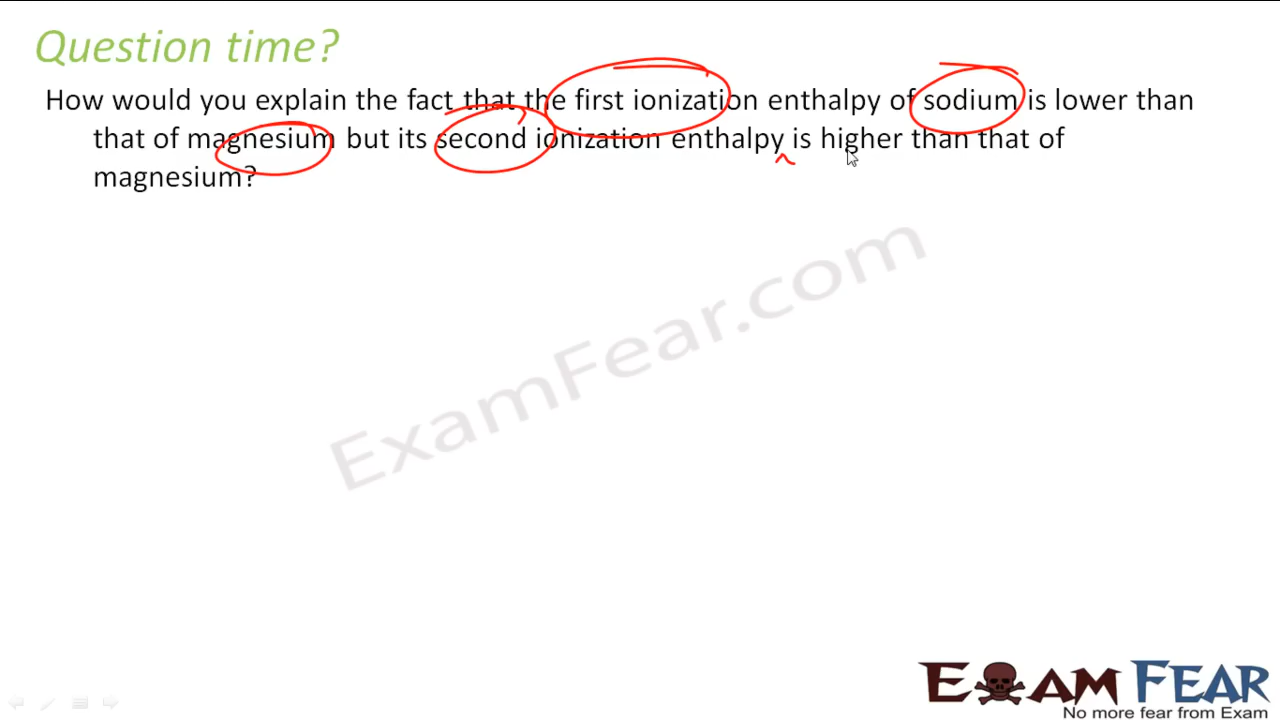 Question time?
How would you explain the fact that the first ionization enthalpy of sodium is lower than
that of magnesium but its second ionization enthalpy is higher than that of
magnesium?
ExamFear.com
EXAM FEAR
No more fear from Exam